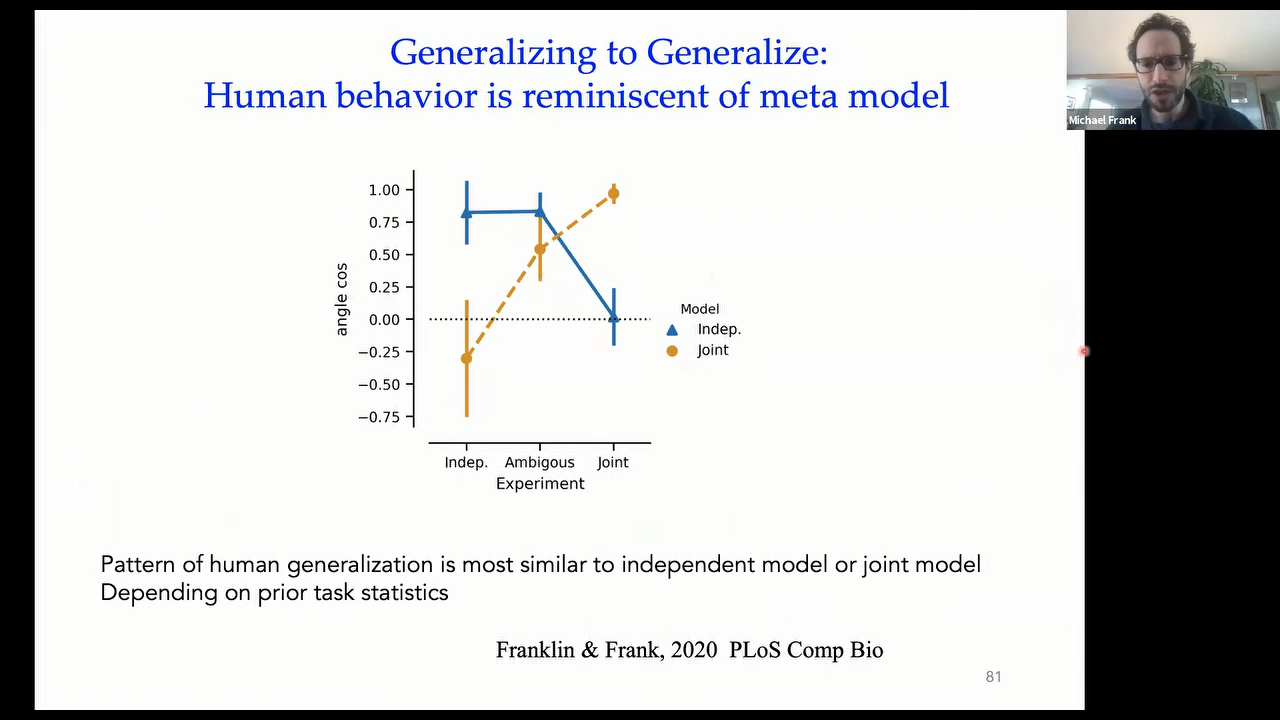 Generalizing to Generalize:
Human behavior is reminiscent of meta model
Michael Frank
1.00
0.75
0.50
0.25
0.00
−0.25
−0.50
−0.75
angle cos
Model
Indep.
Joint
Indep. Ambigous Joint
Experiment
Pattern of human generalization is most similar to independent model or joint model
Depending on prior task statistics
Franklin & Frank, 2020 PLoS Comp Bio
81